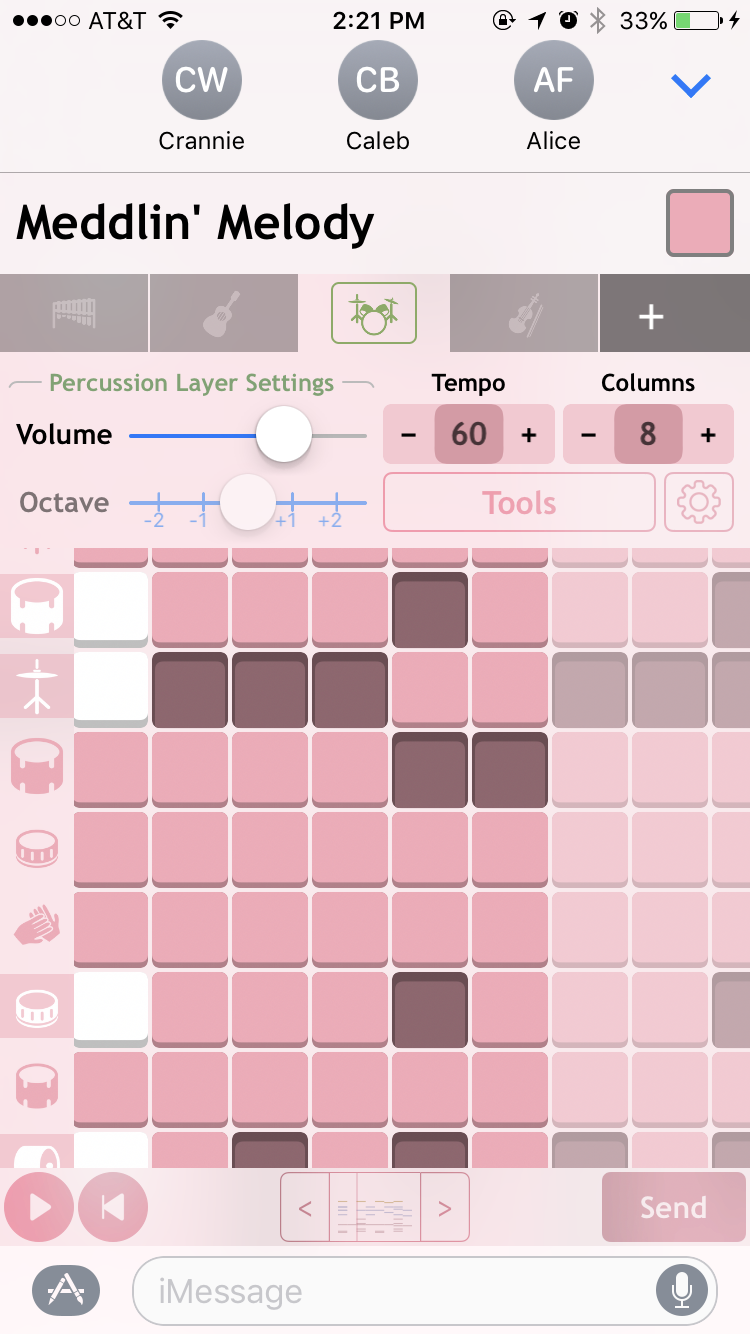 AT&T 2:21 PM 33%
CW CB AF
Crannie Caleb Alice
Meddlin' Melody
+
Percussion Layer Settings Tempo Columns
Volume - 60 + - 8 +
Octave -2 -1 +1 +2 Tools
< > Send
iMessage